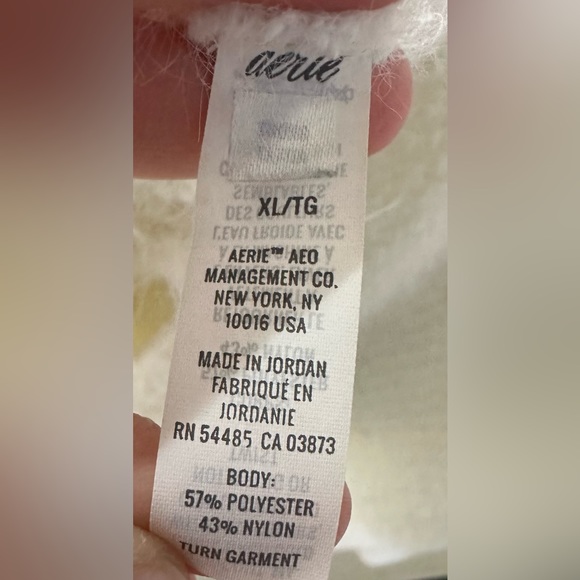 aerie
XL/TG
AERIE™ AEO
MANAGEMENT CO.
NEW YORK, NY
10016 USA
MADE IN JORDAN
FABRIQUÉ EN
JORDANIE
RN 54485 CA 03873
BODY:
57% POLYESTER
43% NYLON
TURN GARMENT